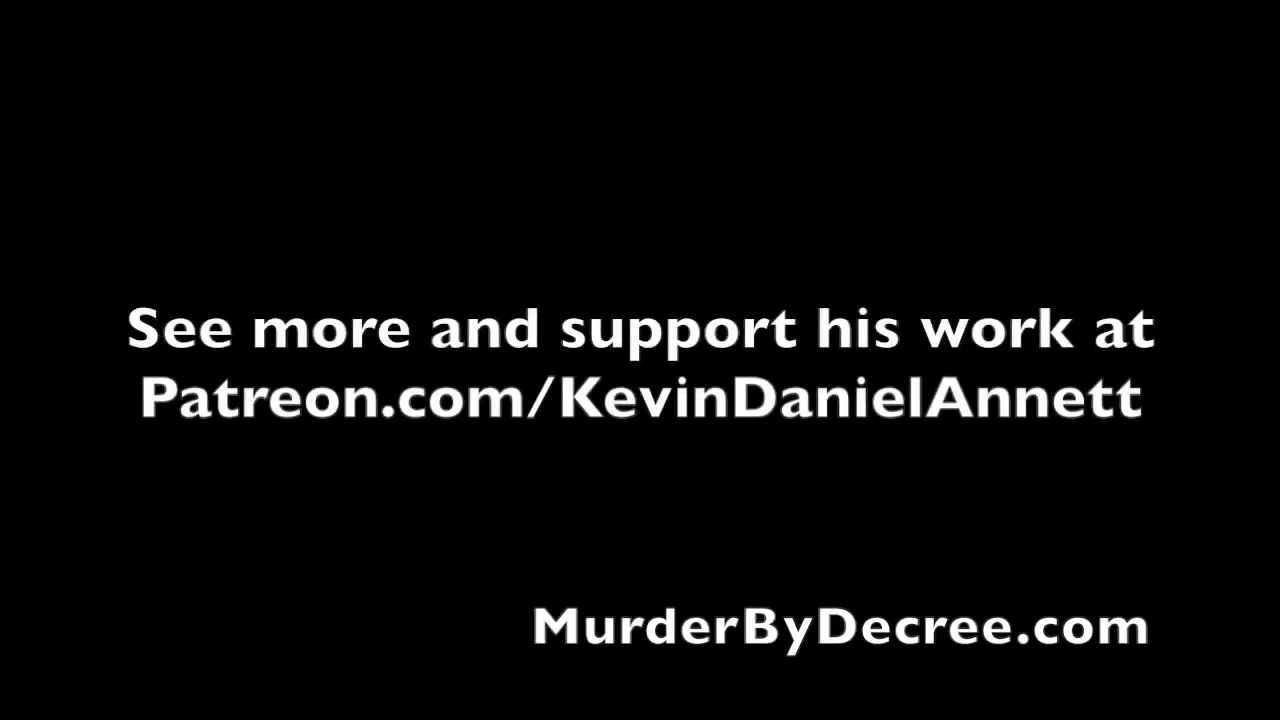 See more and support his work at
Patreon.com/KevinDanielAnnett
MurderByDecree.com